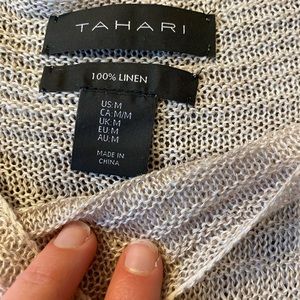 TAHARI
100% LINEN
US:M
CA:M/M
UK:M
EU:M
AU:M
MADE IN
CHINA